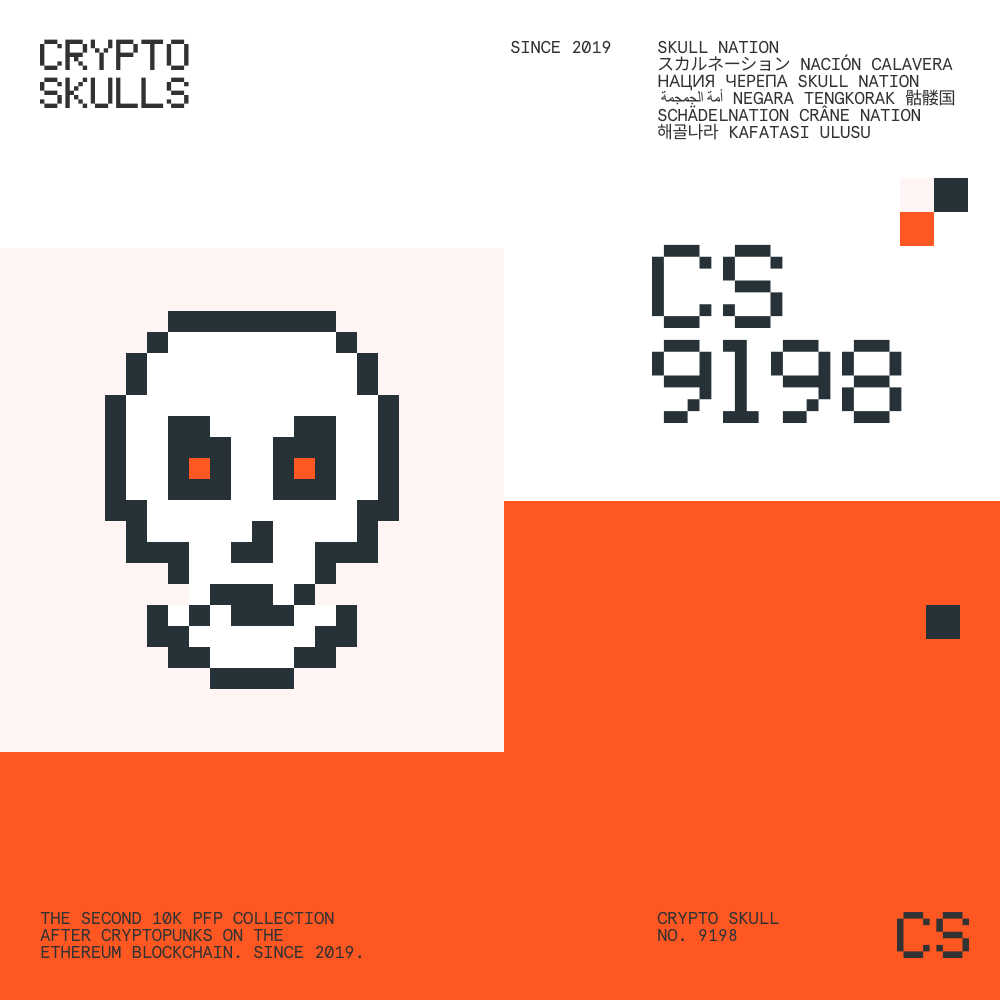 CRYPTO
SKULLS
SINCE 2019
SKULL NATION
スカルネーション NACIÓN CALAVERA
НАЦИЯ ЧЕРЕПА SKULL NATION
أمة الجمجمة NEGARA TENGKORAK 骷髅国
SCHÄDELNATION CRÂNE NATION
해골나라 KAFATASI ULUSU
CS
9198
THE SECOND 10K PFP COLLECTION
AFTER CRYPTOPUNKS ON THE
ETHEREUM BLOCKCHAIN. SINCE 2019.
CRYPTO SKULL
NO. 9198
CS